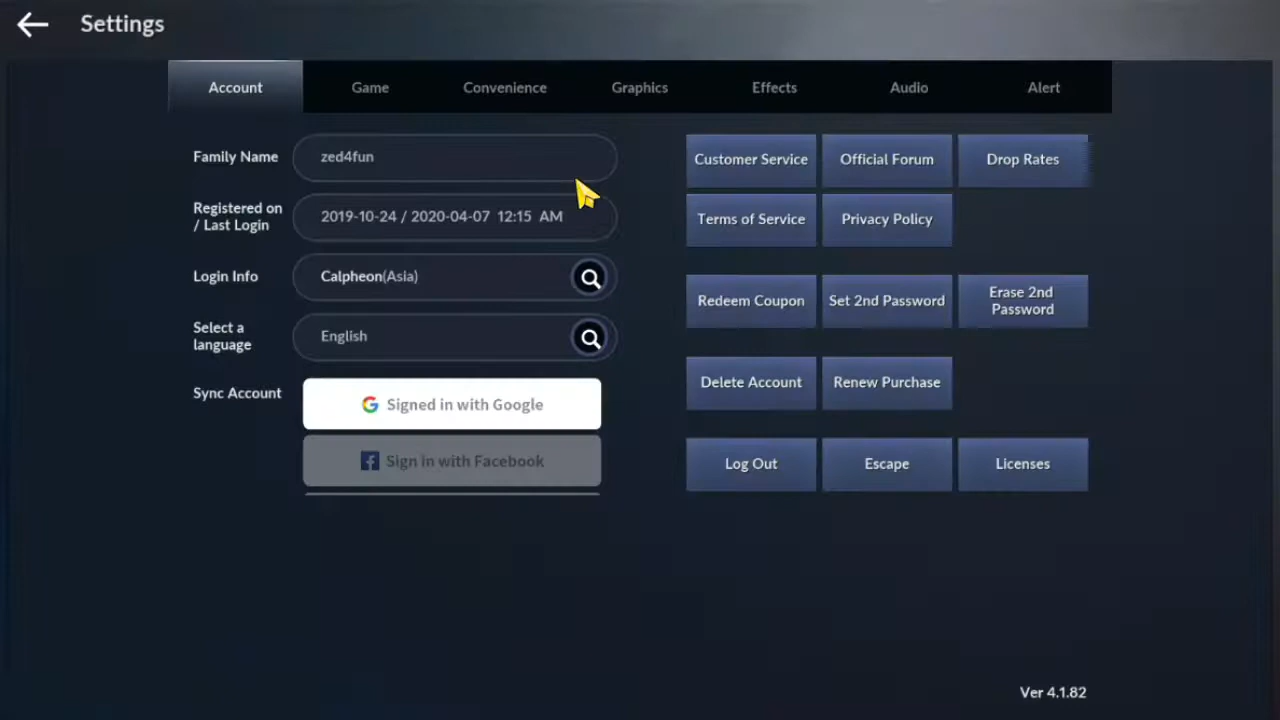 Settings
Account
Game
Convenience
Graphics
Effects
Audio
Alert
Family Name
zed4fun
Registered on
/ Last Login
2019-10-24 / 2020-04-07 12:15 AM
Login Info
Calpheon(Asia)
Select a
language
English
Sync Account
Signed in with Google
Sign in with Facebook
Customer Service
Official Forum
Drop Rates
Terms of Service
Privacy Policy
Redeem Coupon
Set 2nd Password
Erase 2nd
Password
Delete Account
Renew Purchase
Log Out
Escape
Licenses
Ver 4.1.82